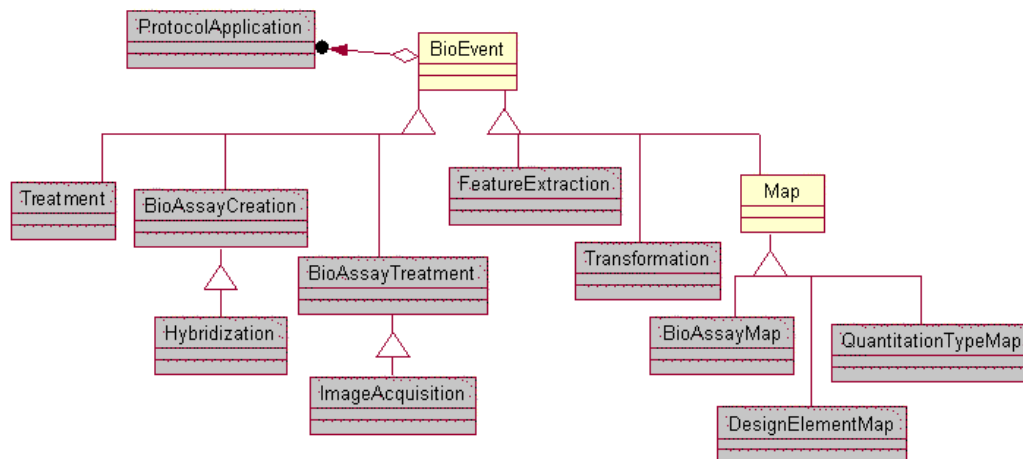 ProtocolApplication
BioEvent
Treatment
BioAssayCreation
FeatureExtraction
Map
BioAssayTreatment
Transformation
Hybridization
BioAssayMap
QuantitationTypeMap
ImageAcquisition
DesignElementMap